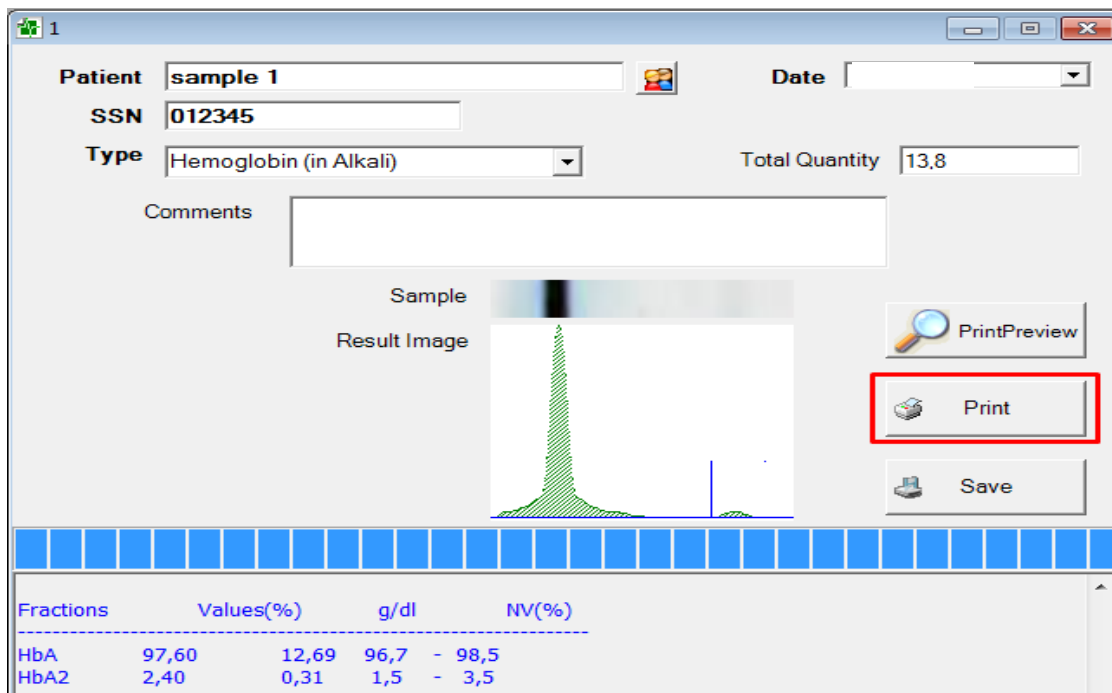 1
Patient sample 1 Date
SSN 012345
Type Hemoglobin (in Alkali) Total Quantity 13,8
Comments
Sample
Result Image
PrintPreview
Print
Save
Fractions Values(%) g/dl NV(%)
------------------------------------------------------------------
HbA 97,60 12,69 96,7 - 98,5
HbA2 2,40 0,31 1,5 - 3,5